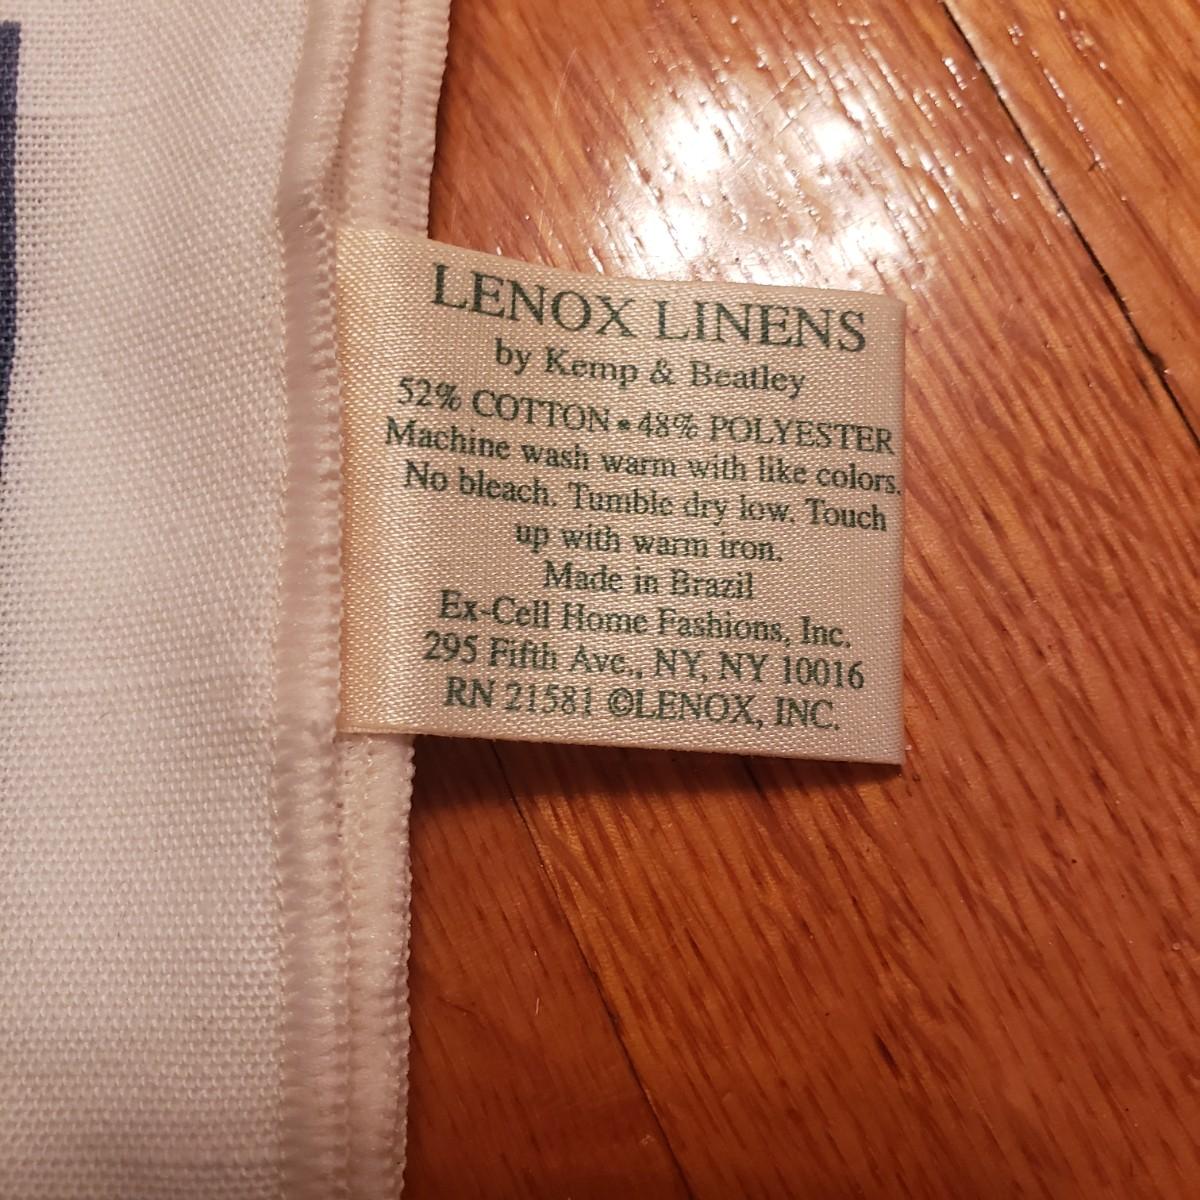 LENOX LINENS
by Kemp & Beatley
52% COTTON • 48% POLYESTER
Machine wash warm with like colors.
No bleach. Tumble dry low. Touch
up with warm iron.
Made in Brazil
Ex-Cell Home Fashions, Inc.
295 Fifth Ave., NY, NY 10016
RN 21581 ©LENOX, INC.